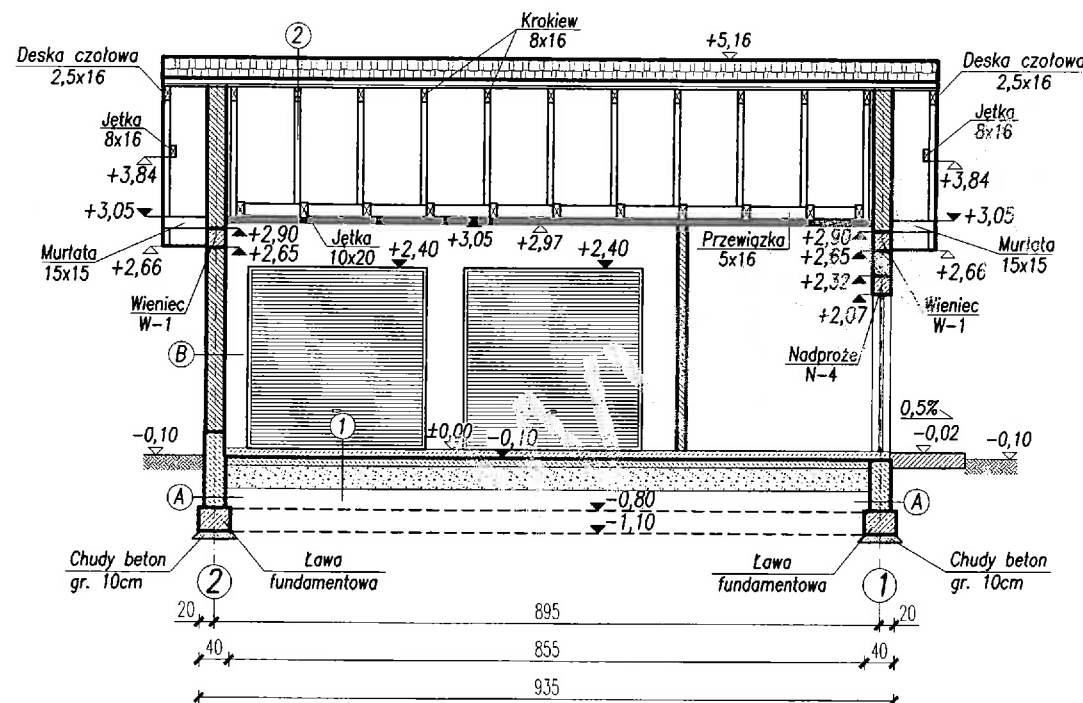 Krokiew
8x16
2
+5,16
Deska czołowa
2,5x16
Deska czołowa
2,5x16
Jętka
8x16
+3,84
Jętka
8x16
+3,84
+3,05
+3,05
Murłata
15x15
+2,66
+2,90
+2,65
Jętka
10x20
+2,40
+3,05
+2,97
+2,40
Przewiązka
5x16
+2,90
+2,65
+2,32
+2,07
Murłata
15x15
+2,66
Wieniec
W-1
Wieniec
W-1
Nadproże
N-4
B
1
±0,00
-0,10
-0,10
0,5%
-0,02
-0,10
A
A
-0,80
-1,10
Chudy beton
gr. 10cm
Ława
fundamentowa
Ława
fundamentowa
Chudy beton
gr. 10cm
2
1
20
895
20
40
855
40
935